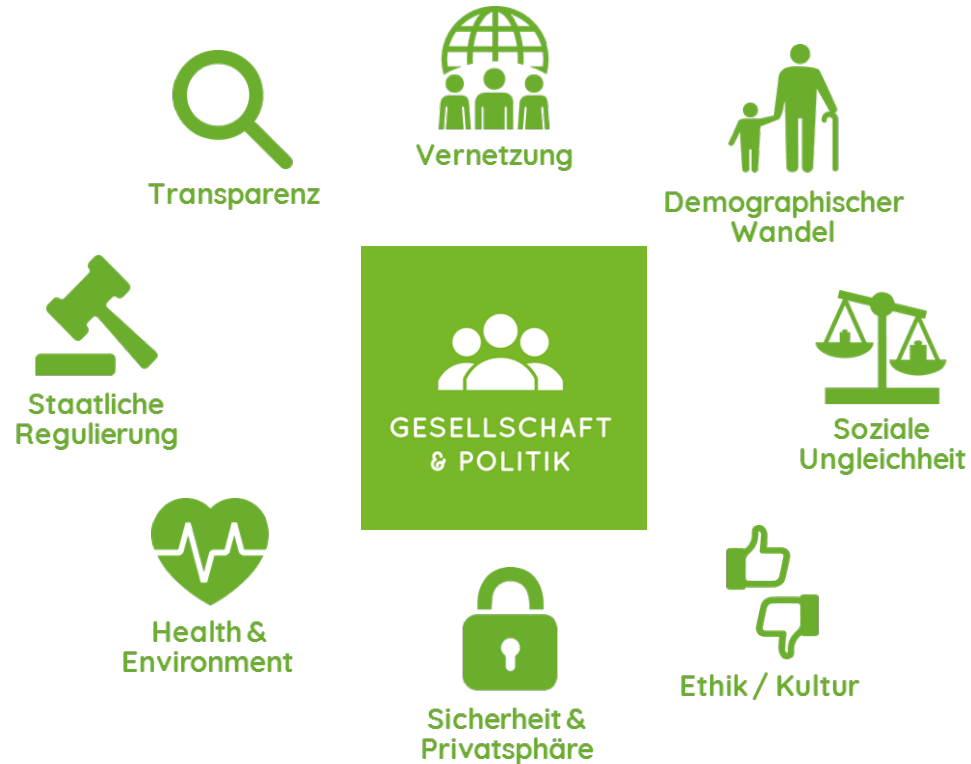 Vernetzung
Transparenz
Demographischer
Wandel
Staatliche
Regulierung
GESELLSCHAFT
& POLITIK
Soziale
Ungleichheit
Health &
Environment
Ethik / Kultur
Sicherheit &
Privatsphäre